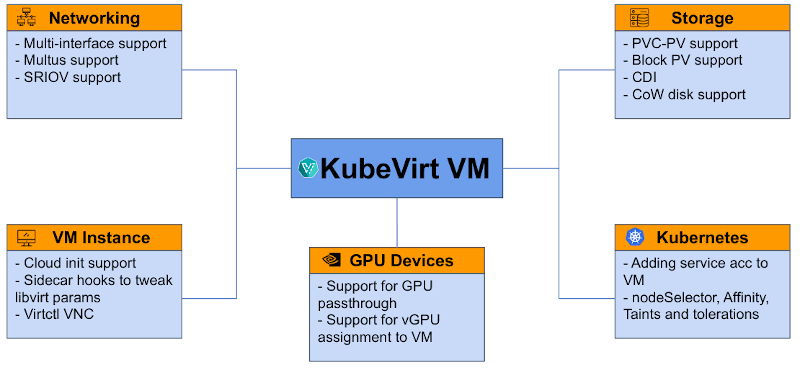 Networking
- Multi-interface support
- Multus support
- SRIOV support
Storage
- PVC-PV support
- Block PV support
- CDI
- CoW disk support
KubeVirt VM
VM Instance
- Cloud init support
- Sidecar hooks to tweak
libvirt params
- Virtctl VNC
GPU Devices
- Support for GPU
passthrough
- Support for vGPU
assignment to VM
Kubernetes
- Adding service acc to
VM
- nodeSelector, Affinity,
Taints and tolerations